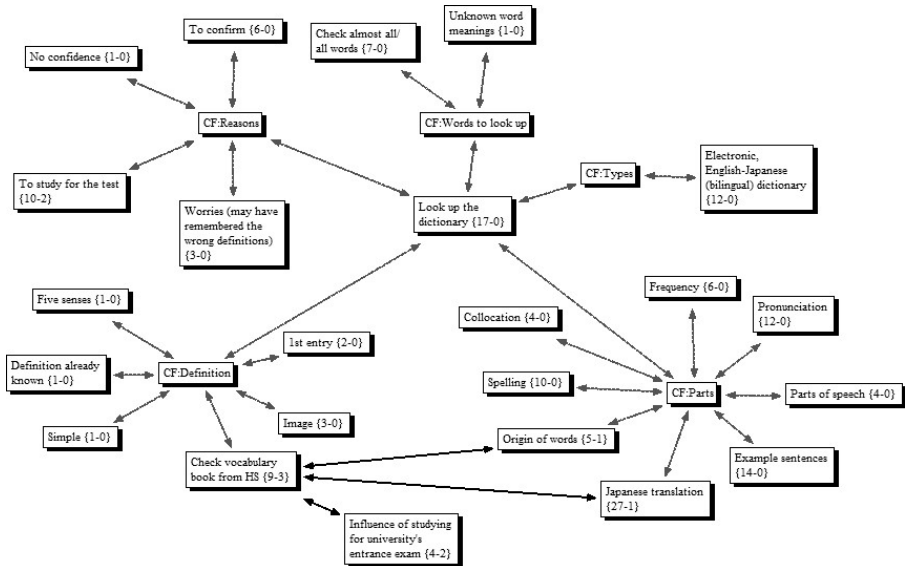 To confirm {6-0}
Unknown word
meanings {1-0}
Check almost all/
all words {7-0}
No confidence {1-0}
CF:Reasons
CF:Words to look up
CF:Types
Electronic,
English-Japanese
(bilingual) dictionary
{12-0}
To study for the test
{10-2}
Worries (may have
remembered the
wrong definitions)
{3-0}
Look up the
dictionary {17-0}
Five senses {1-0}
1st entry {2-0}
Definition already
known {1-0}
CF:Definition
Simple {1-0}
Image {3-0}
Check vocabulary
book from HS {9-3}
Influence of studying
for university's
entrance exam {4-2}
Frequency {6-0}
Pronunciation
{12-0}
Collocation {4-0}
Spelling {10-0}
CF:Parts
Parts of speech {4-0}
Origin of words {5-1}
Example sentences
{14-0}
Japanese translation
{27-1}